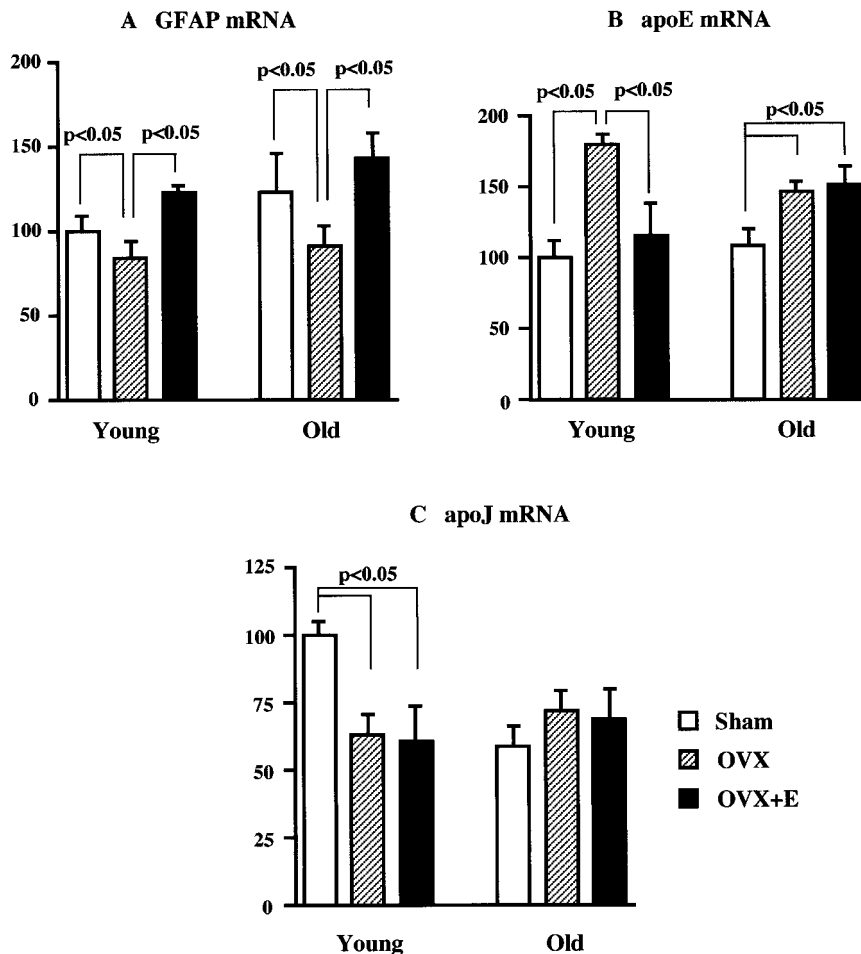 A GFAP mRNA
200
150
100
50
0
p<0.05
p<0.05
p<0.05
p<0.05
Young
Old
B apoE mRNA
200
150
100
50
0
p<0.05
p<0.05
p<0.05
Young
Old
C apoJ mRNA
125
100
75
50
25
0
p<0.05
Young
Old
Sham
OVX
OVX+E